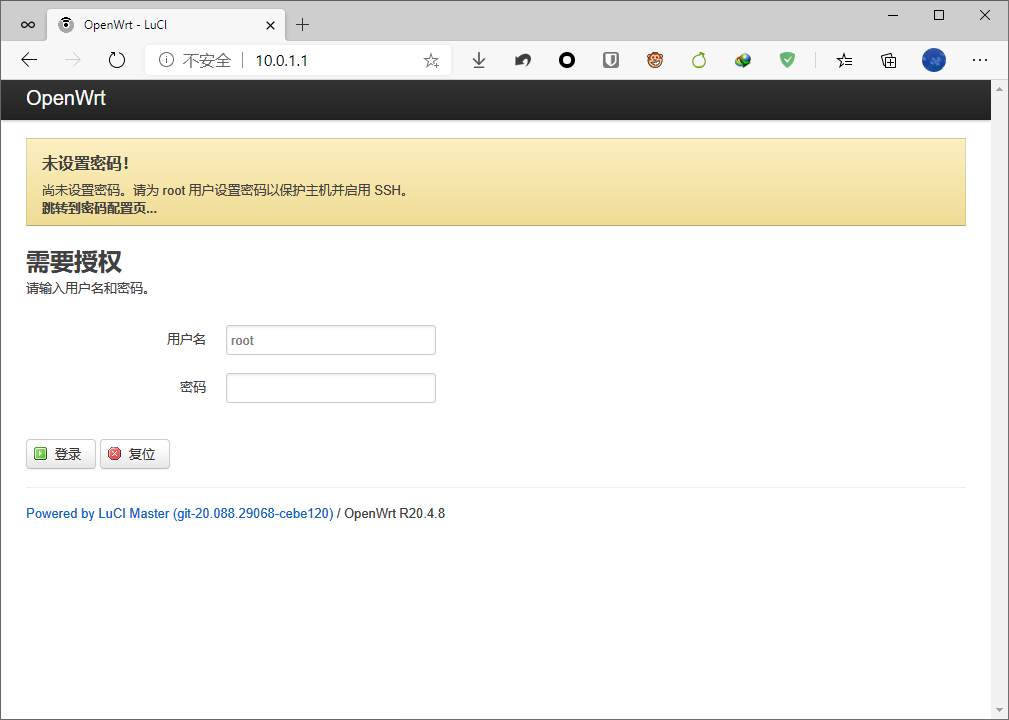 OpenWrt - LuCI
不安全
10.0.1.1
OpenWrt
未设置密码！
尚未设置密码。请为 root 用户设置密码以保护主机并启用 SSH。
跳转到密码配置页...
需要授权
请输入用户名和密码。
用户名 root
密码
登录 复位
Powered by LuCI Master (git-20.088.29068-cebe120) / OpenWrt R20.4.8